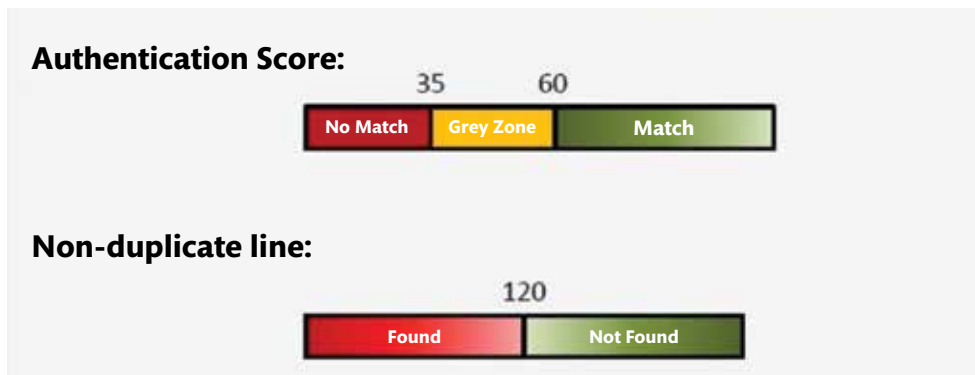 Authentication Score:
35 60
No Match Grey Zone Match
Non-duplicate line:
120
Found Not Found